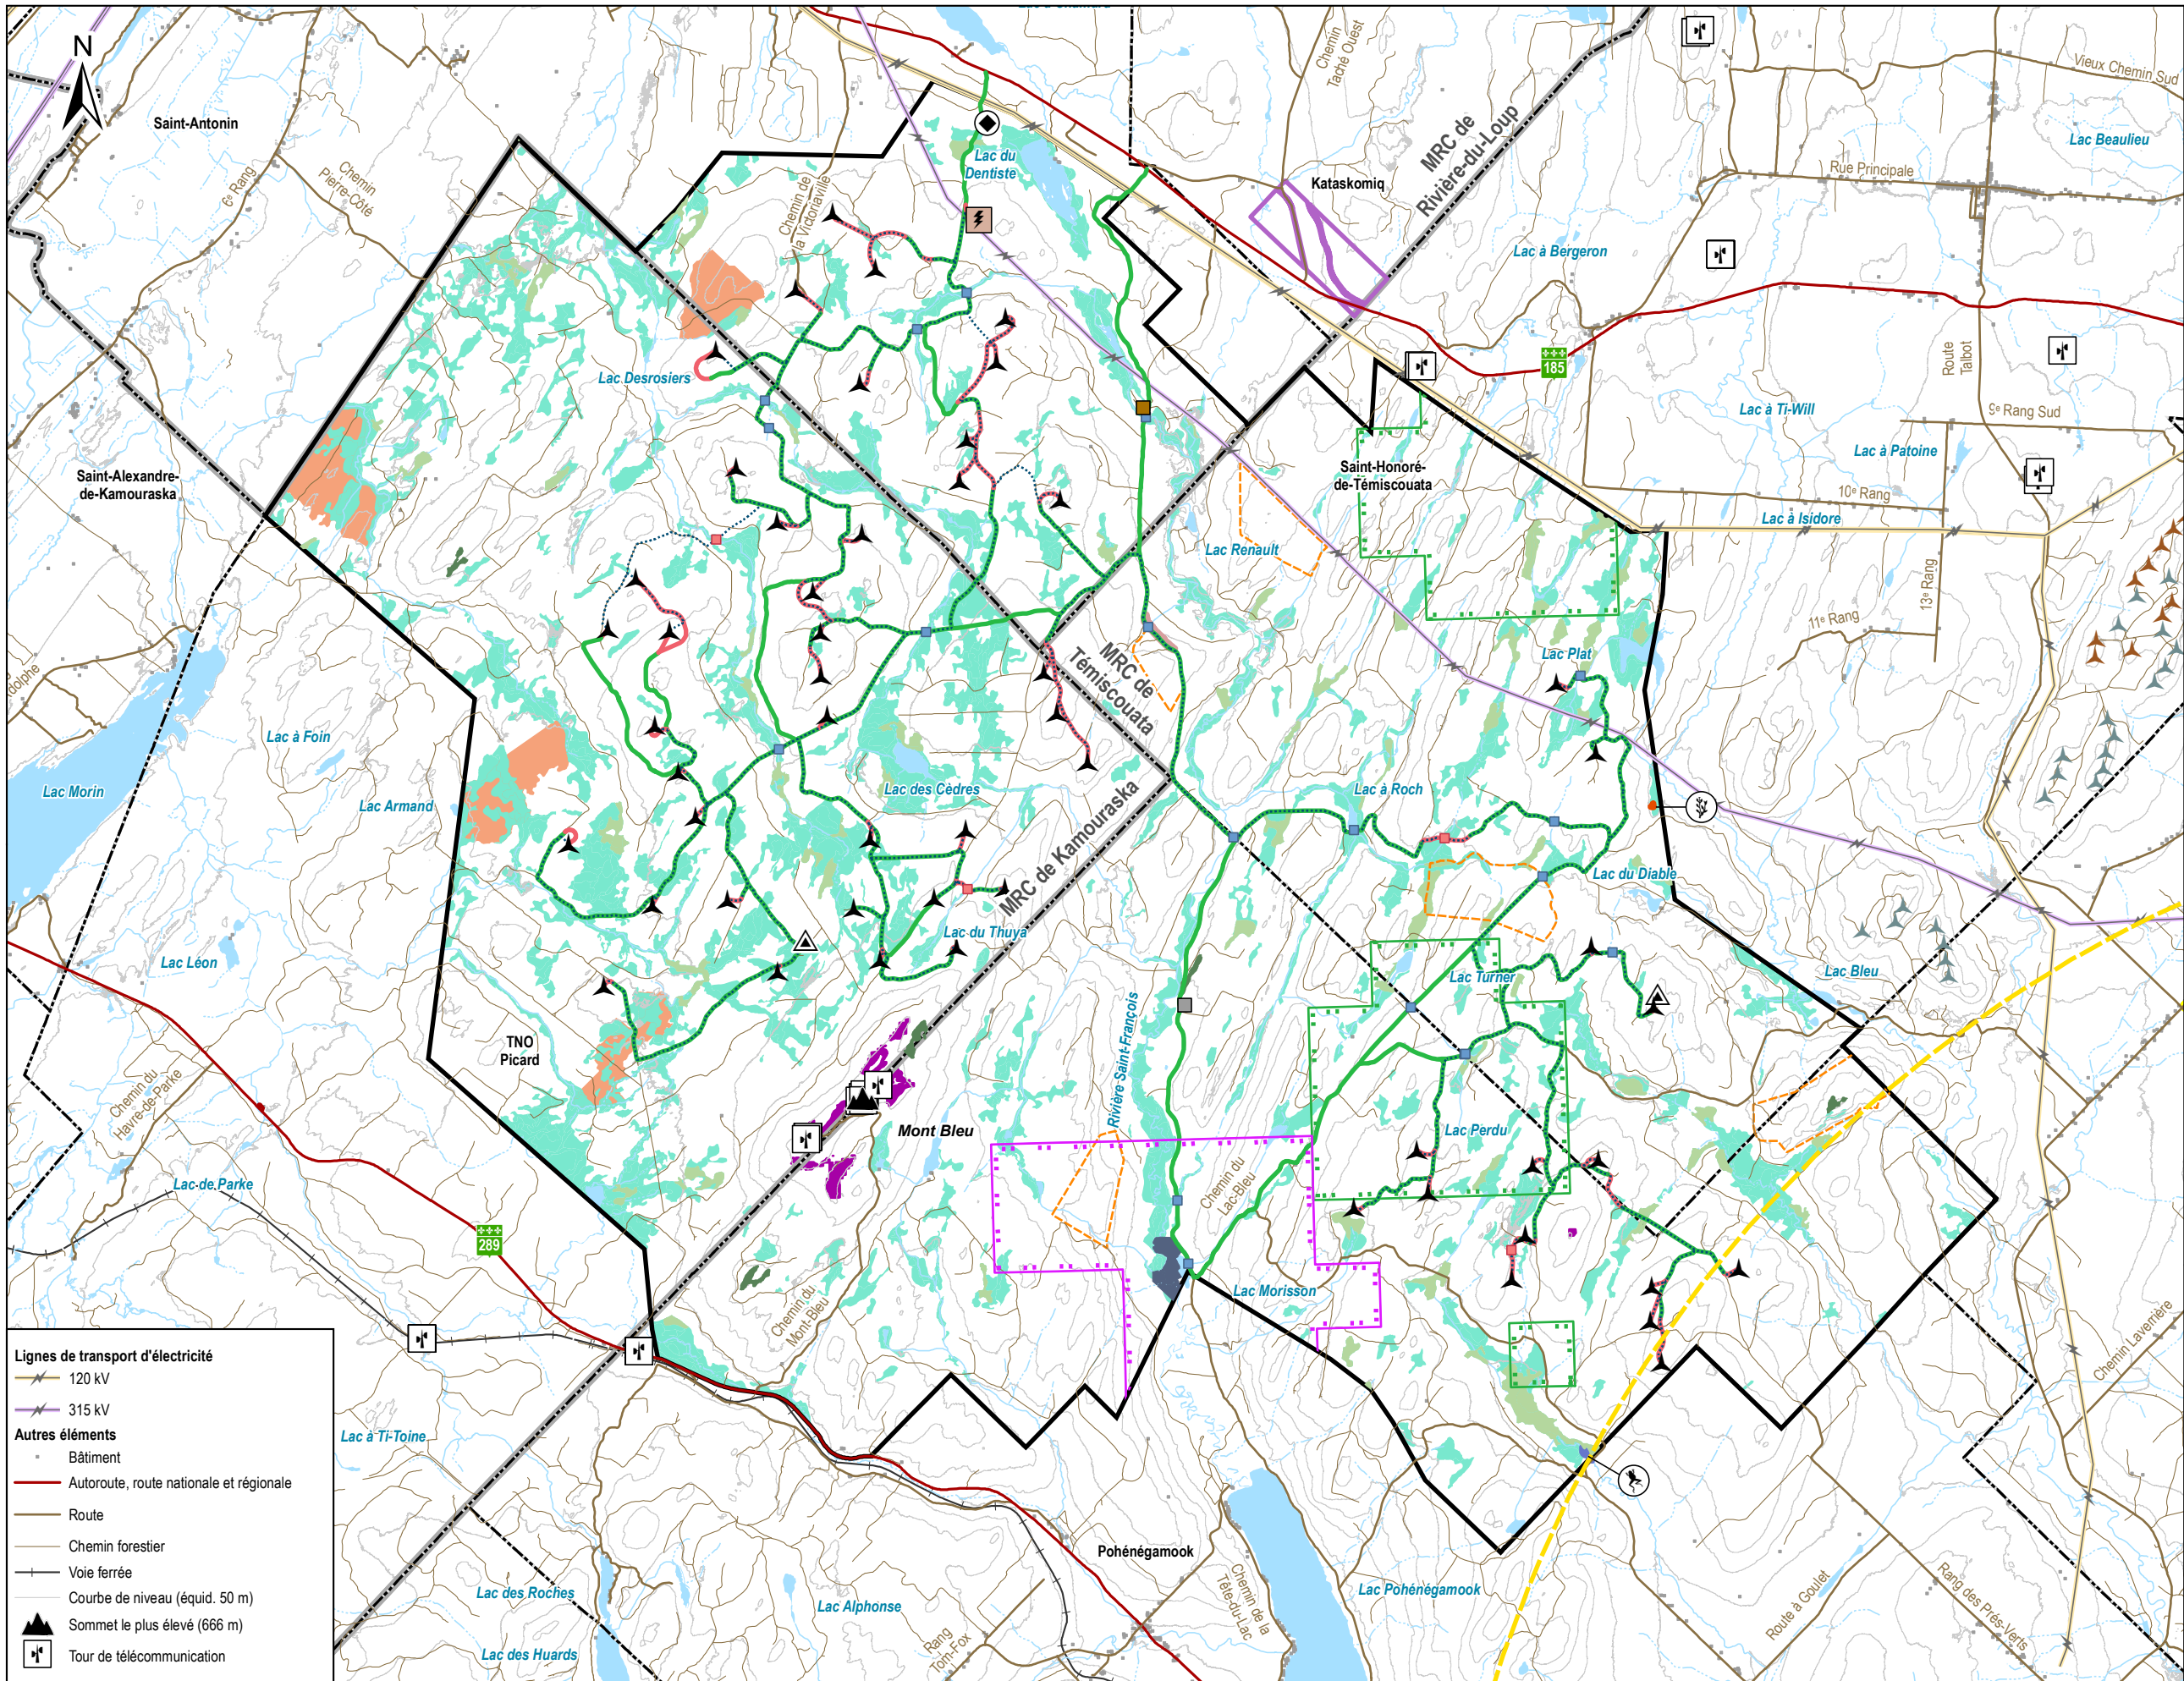 N
Saint-Antonin
6e Rang
Chemin
Pierre-Côté
Chemin de
la Victoriaville
Lac du
Dentiste
Chemin
Taché Ouest
Kataskomiq
MRC de
Rivière-du-Loup
Vieux Chemin Sud
Lac Beaulieu
Rue Principale
Lac à Bergeron
185
Route
Talbot
Lac Desrosiers
Lac à Ti-Will
9e Rang Sud
Lac à Patoine
Saint-Alexandre-
de-Kamouraska
Saint-Honoré-
de-Témiscouata
10e Rang
Lac à Isidore
Lac Renault
13e Rang
11e Rang
Lac Plat
MRC de
Témiscouata
Lac à Foin
Lac Morin
Lac Armand
Lac des Cèdres
Lac à Roch
MRC de Kamouraska
Lac du Diable
Lac du Thuya
Lac Léon
Lac Turner
Lac Bleu
Rivière Saint-François
TNO
Picard
Chemin du
Havre-de-Parke
Mont Bleu
Lac Perdu
Lac de Parke
Chemin du
Lac-Bleu
289
Lac Morisson
Chemin du
Mont-Bleu
Chemin Laverrière
Lac à Ti-Toine
Pohénégamook
Lac des Roches
Lac Alphonse
Chemin de la
Tête-du-Lac
Lac Pohénégamook
Route à Goulet
Rang des Prés-Verts
Rang
Tom-Fox
Lac des Huards
Lignes de transport d'électricité
120 kV
315 kV
Autres éléments
Bâtiment
Autoroute, route nationale et régionale
Route
Chemin forestier
Voie ferrée
Courbe de niveau (équid. 50 m)
Sommet le plus élevé (666 m)
Tour de télécommunication